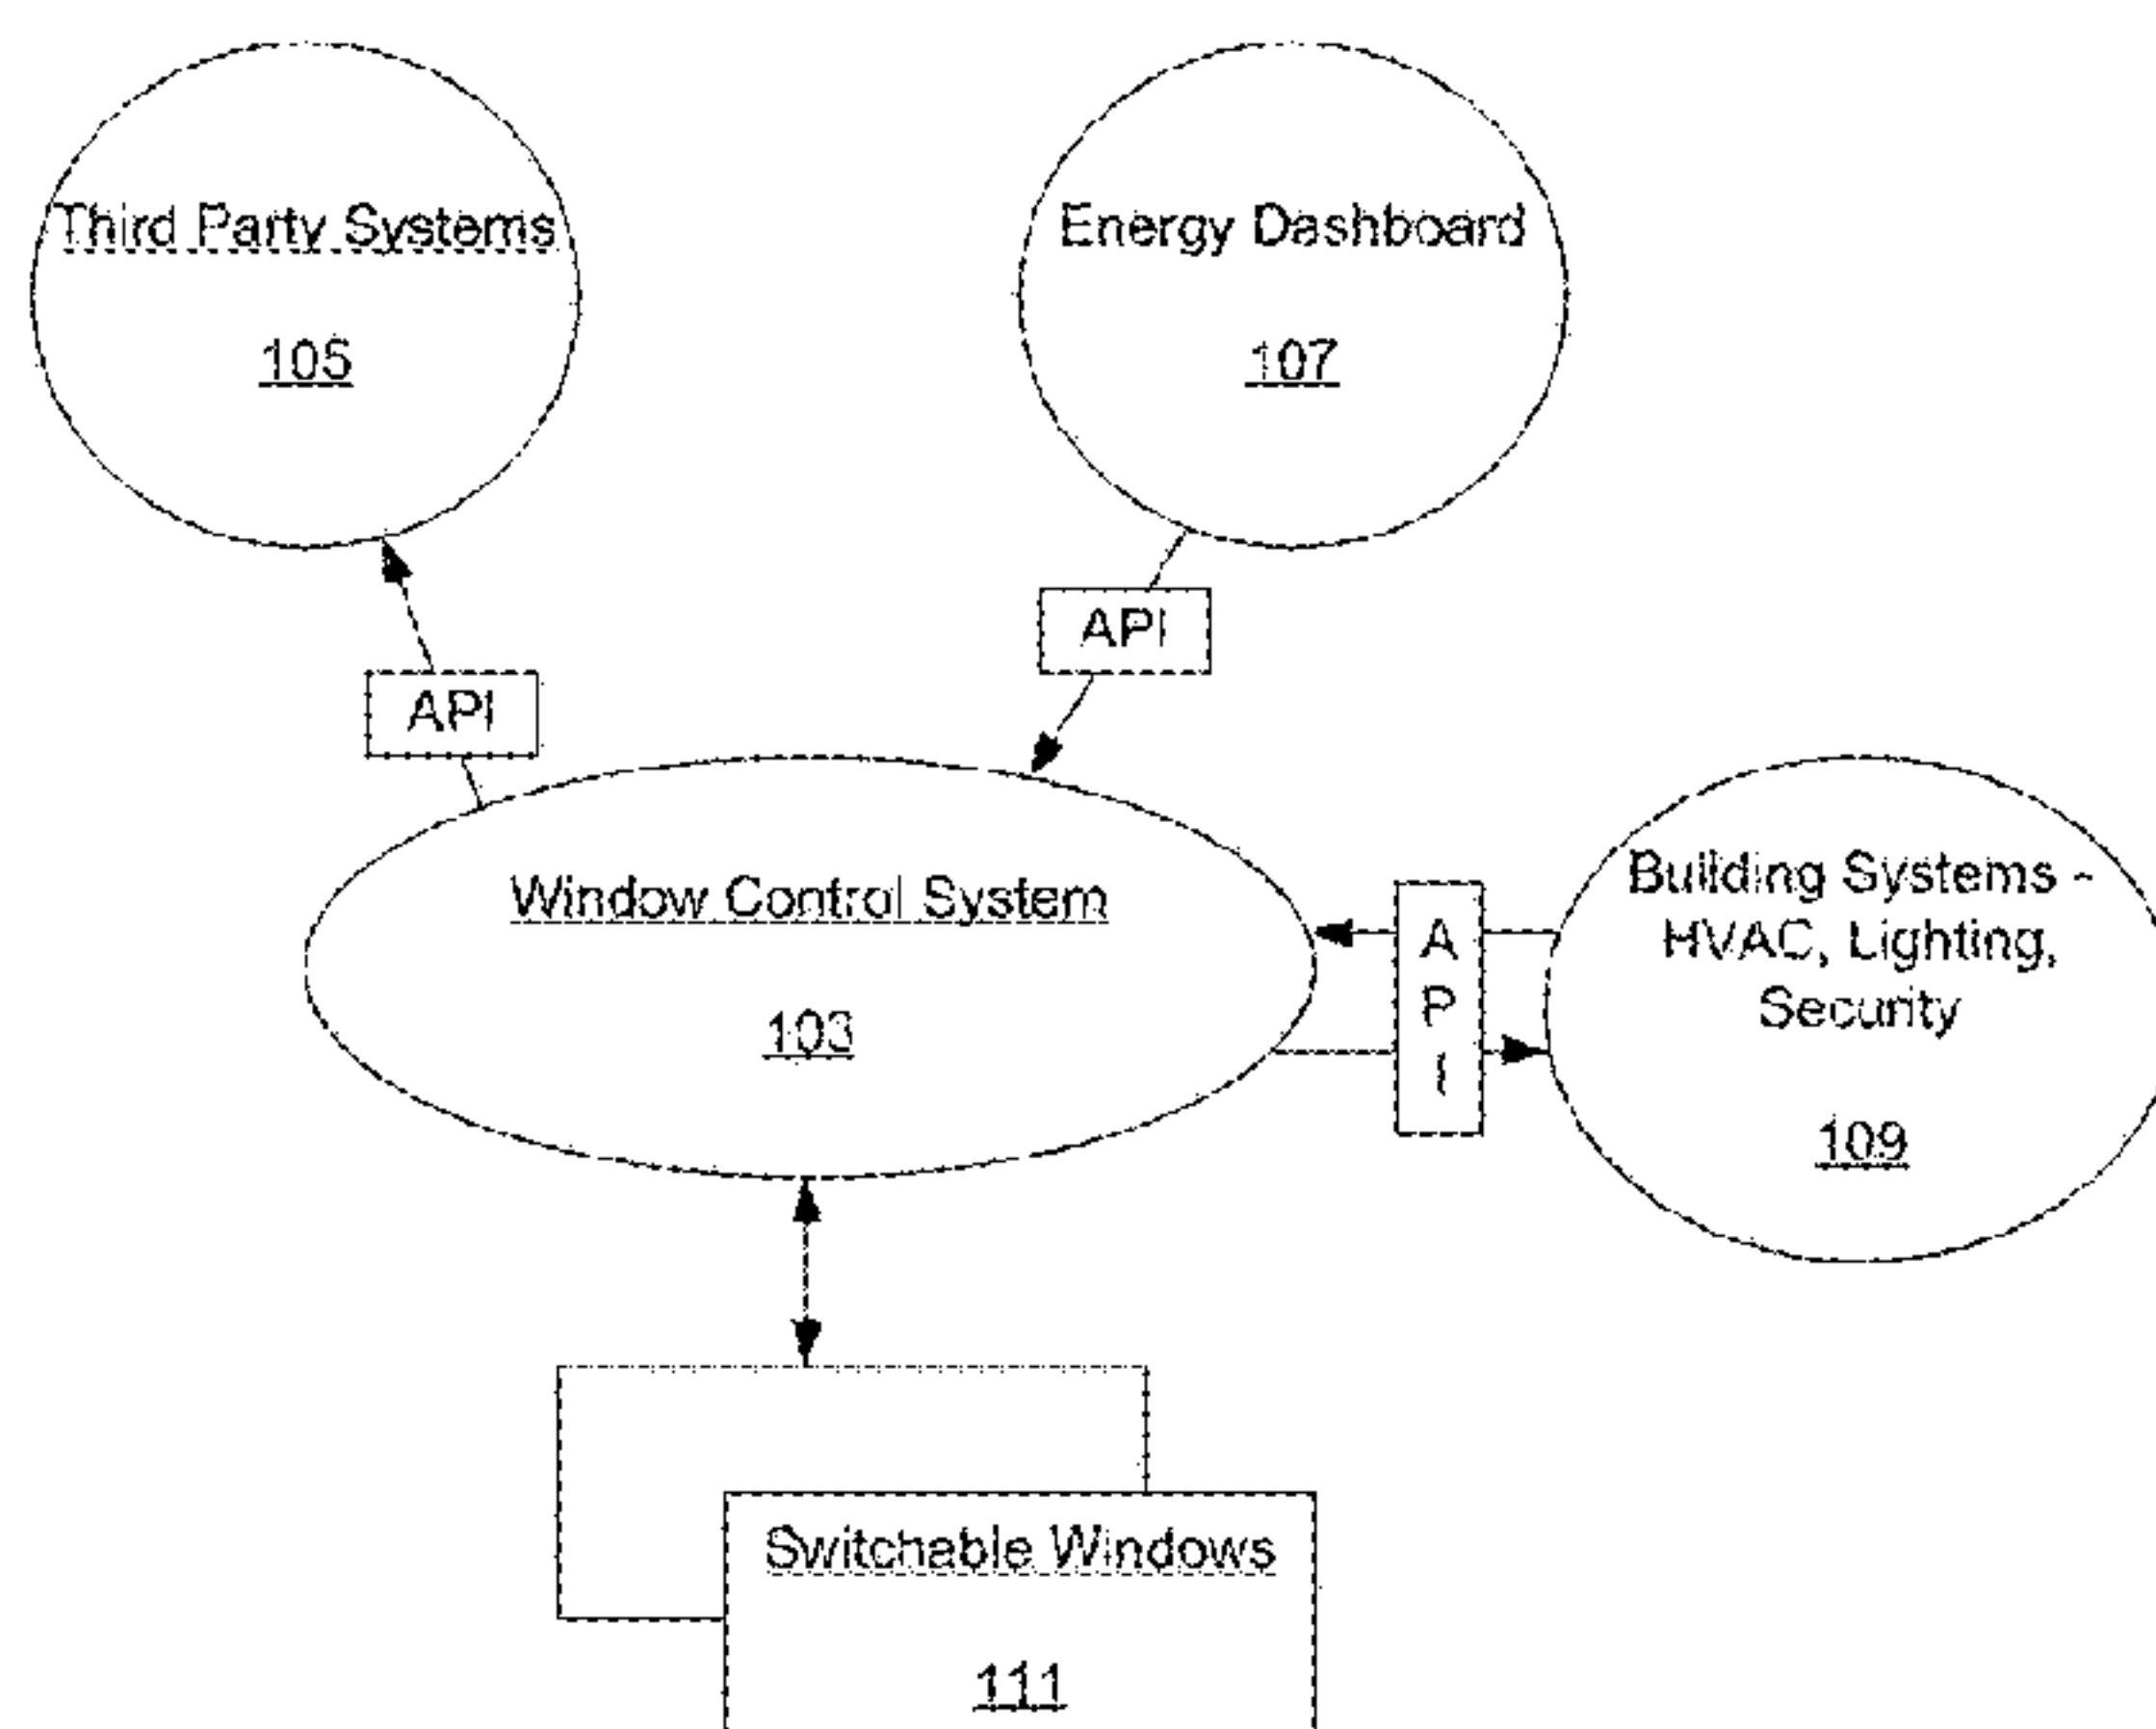 Third Party Systems
105
Energy Dashboard
107
API
API
Window Control System
103
A
P
I
Building Systems -
HVAC, Lighting,
Security
109
Switchable Windows
111